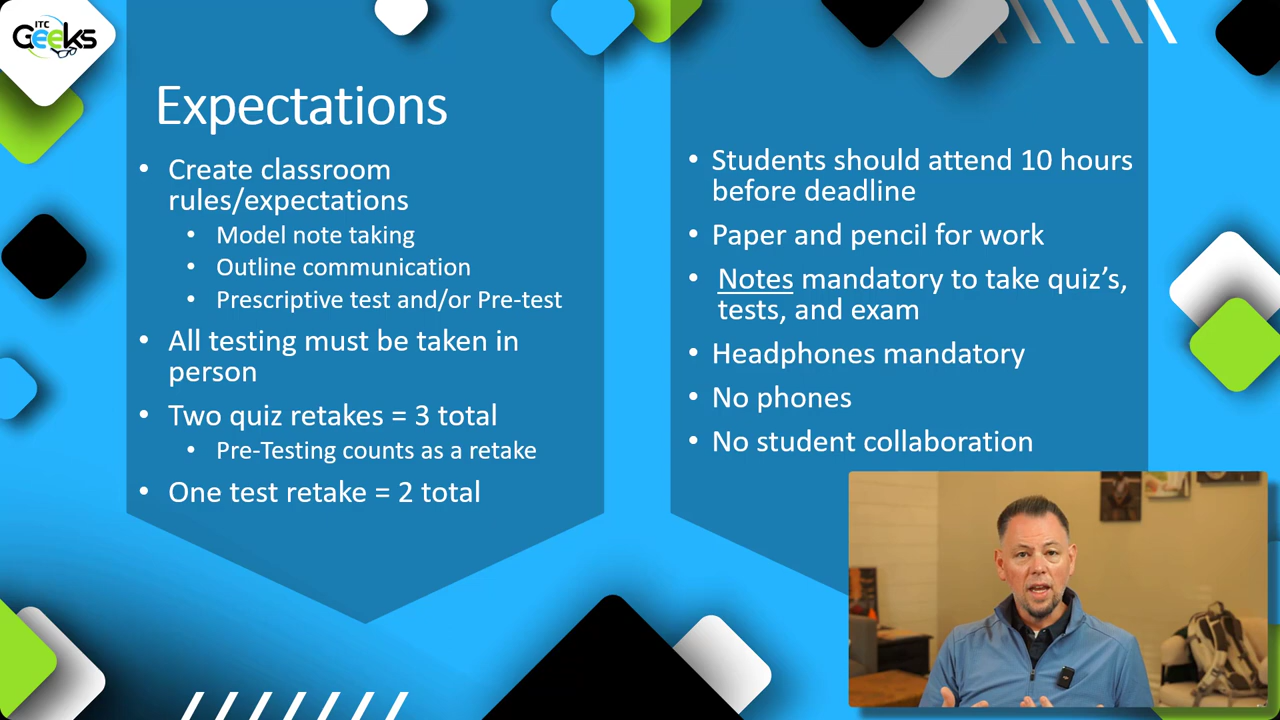 ITC
Geeks
Expectations
• Create classroom
rules/expectations
• Model note taking
• Outline communication
• Prescriptive test and/or Pre-test
• All testing must be taken in
person
• Two quiz retakes = 3 total
• Pre-Testing counts as a retake
• One test retake = 2 total
• Students should attend 10 hours
before deadline
• Paper and pencil for work
• Notes mandatory to take quiz’s,
tests, and exam
• Headphones mandatory
• No phones
• No student collaboration